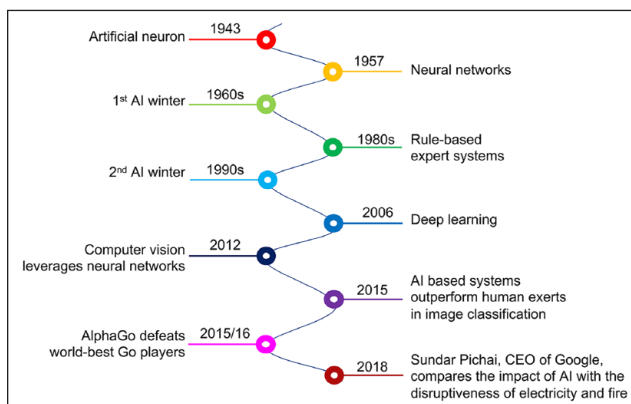 1943
Artificial neuron
1957
Neural networks
1960s
1st AI winter
1980s
Rule-based
expert systems
1990s
2nd AI winter
2006
Deep learning
2012
Computer vision
leverages neural networks
2015
AI based systems
outperform human exerts
in image classification
2015/16
AlphaGo defeats
world-best Go players
2018
Sundar Pichai, CEO of Google,
compares the impact of AI with the
disruptiveness of electricity and fire